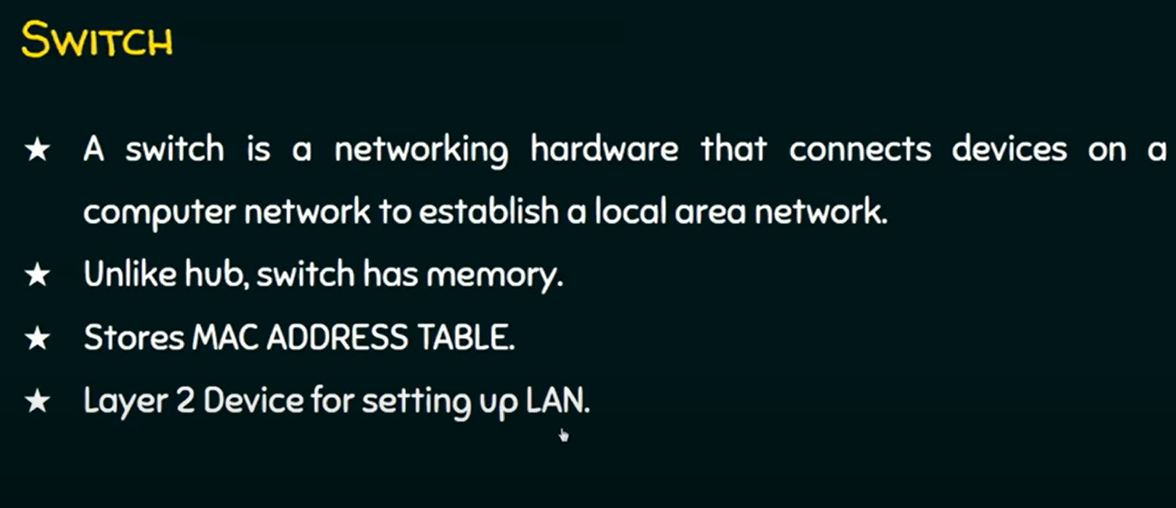 SWITCH
★ A switch is a networking hardware that connects devices on a
computer network to establish a local area network.
★ Unlike hub, switch has memory.
★ Stores MAC ADDRESS TABLE.
★ Layer 2 Device for setting up LAN.